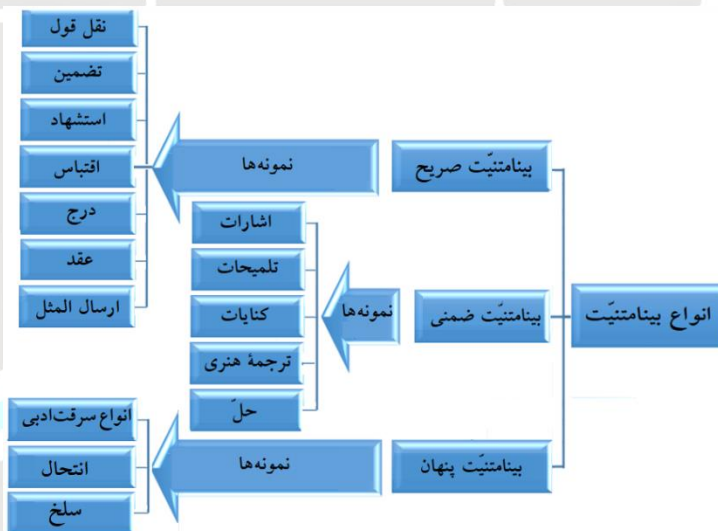 انواع بینامتنیّت
بینامتنیّت صریح
نمونه‌ها
نقل قول
تضمین
استشهاد
اقتباس
درج
عقد
ارسال المثل
بینامتنیّت ضمنی
نمونه‌ها
اشارات
تلمیحات
کنایات
ترجمهٔ هنری
حلّ
بینامتنیّت پنهان
نمونه‌ها
انواع سرقت‌ادبی
انتحال
سلخ